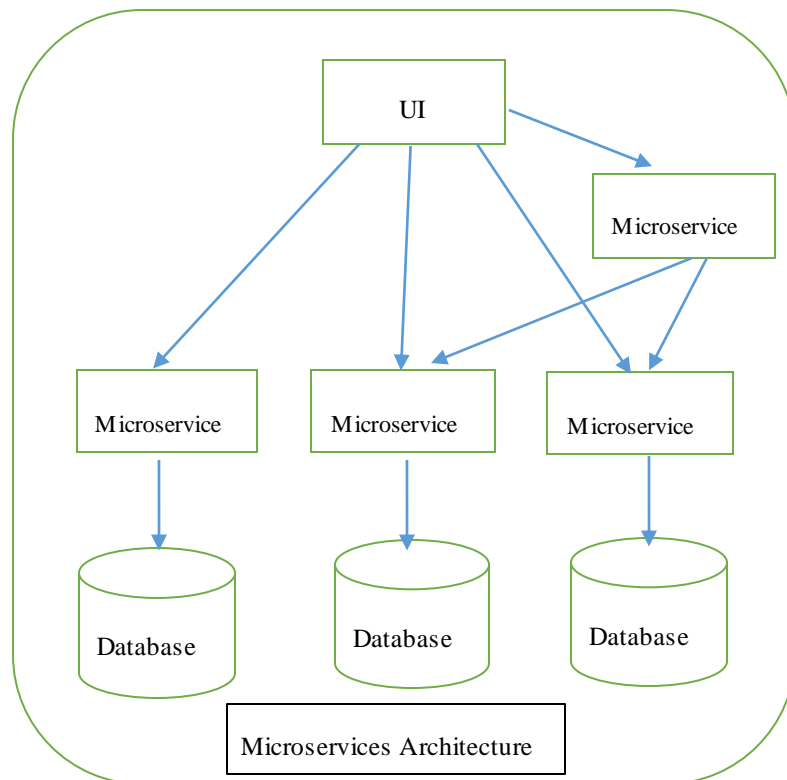 UI
Microservice
Microservice
Microservice
Microservice
Database
Database
Database
Microservices Architecture